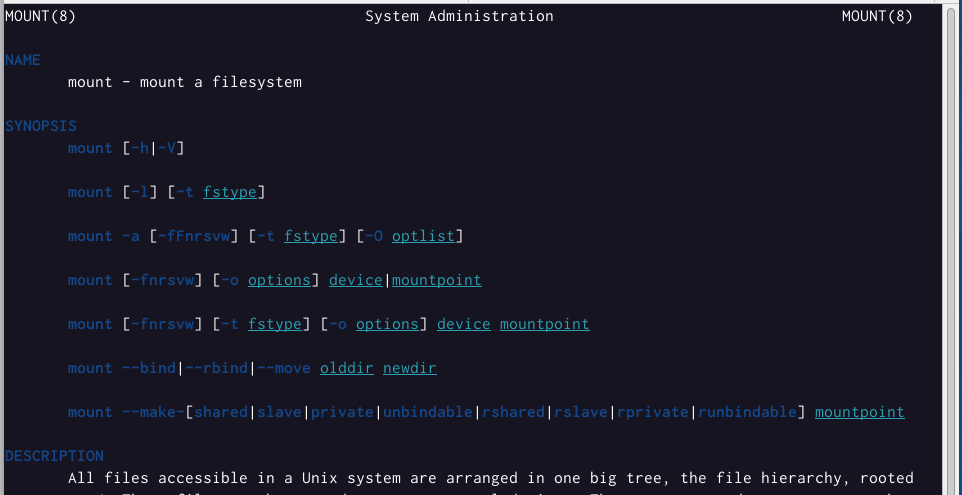 MOUNT(8) System Administration MOUNT(8)
NAME
mount - mount a filesystem
SYNOPSIS
mount [-h|-V]
mount [-l] [-t fstype]
mount -a [-fFnrsvw] [-t fstype] [-O optlist]
mount [-fnrsvw] [-o options] device|mountpoint
mount [-fnrsvw] [-t fstype] [-o options] device mountpoint
mount --bind|--rbind|--move olddir newdir
mount --make-[shared|slave|private|unbindable|rshared|rslave|rprivate|runbindable] mountpoint
DESCRIPTION
All files accessible in a Unix system are arranged in one big tree, the file hierarchy, rooted